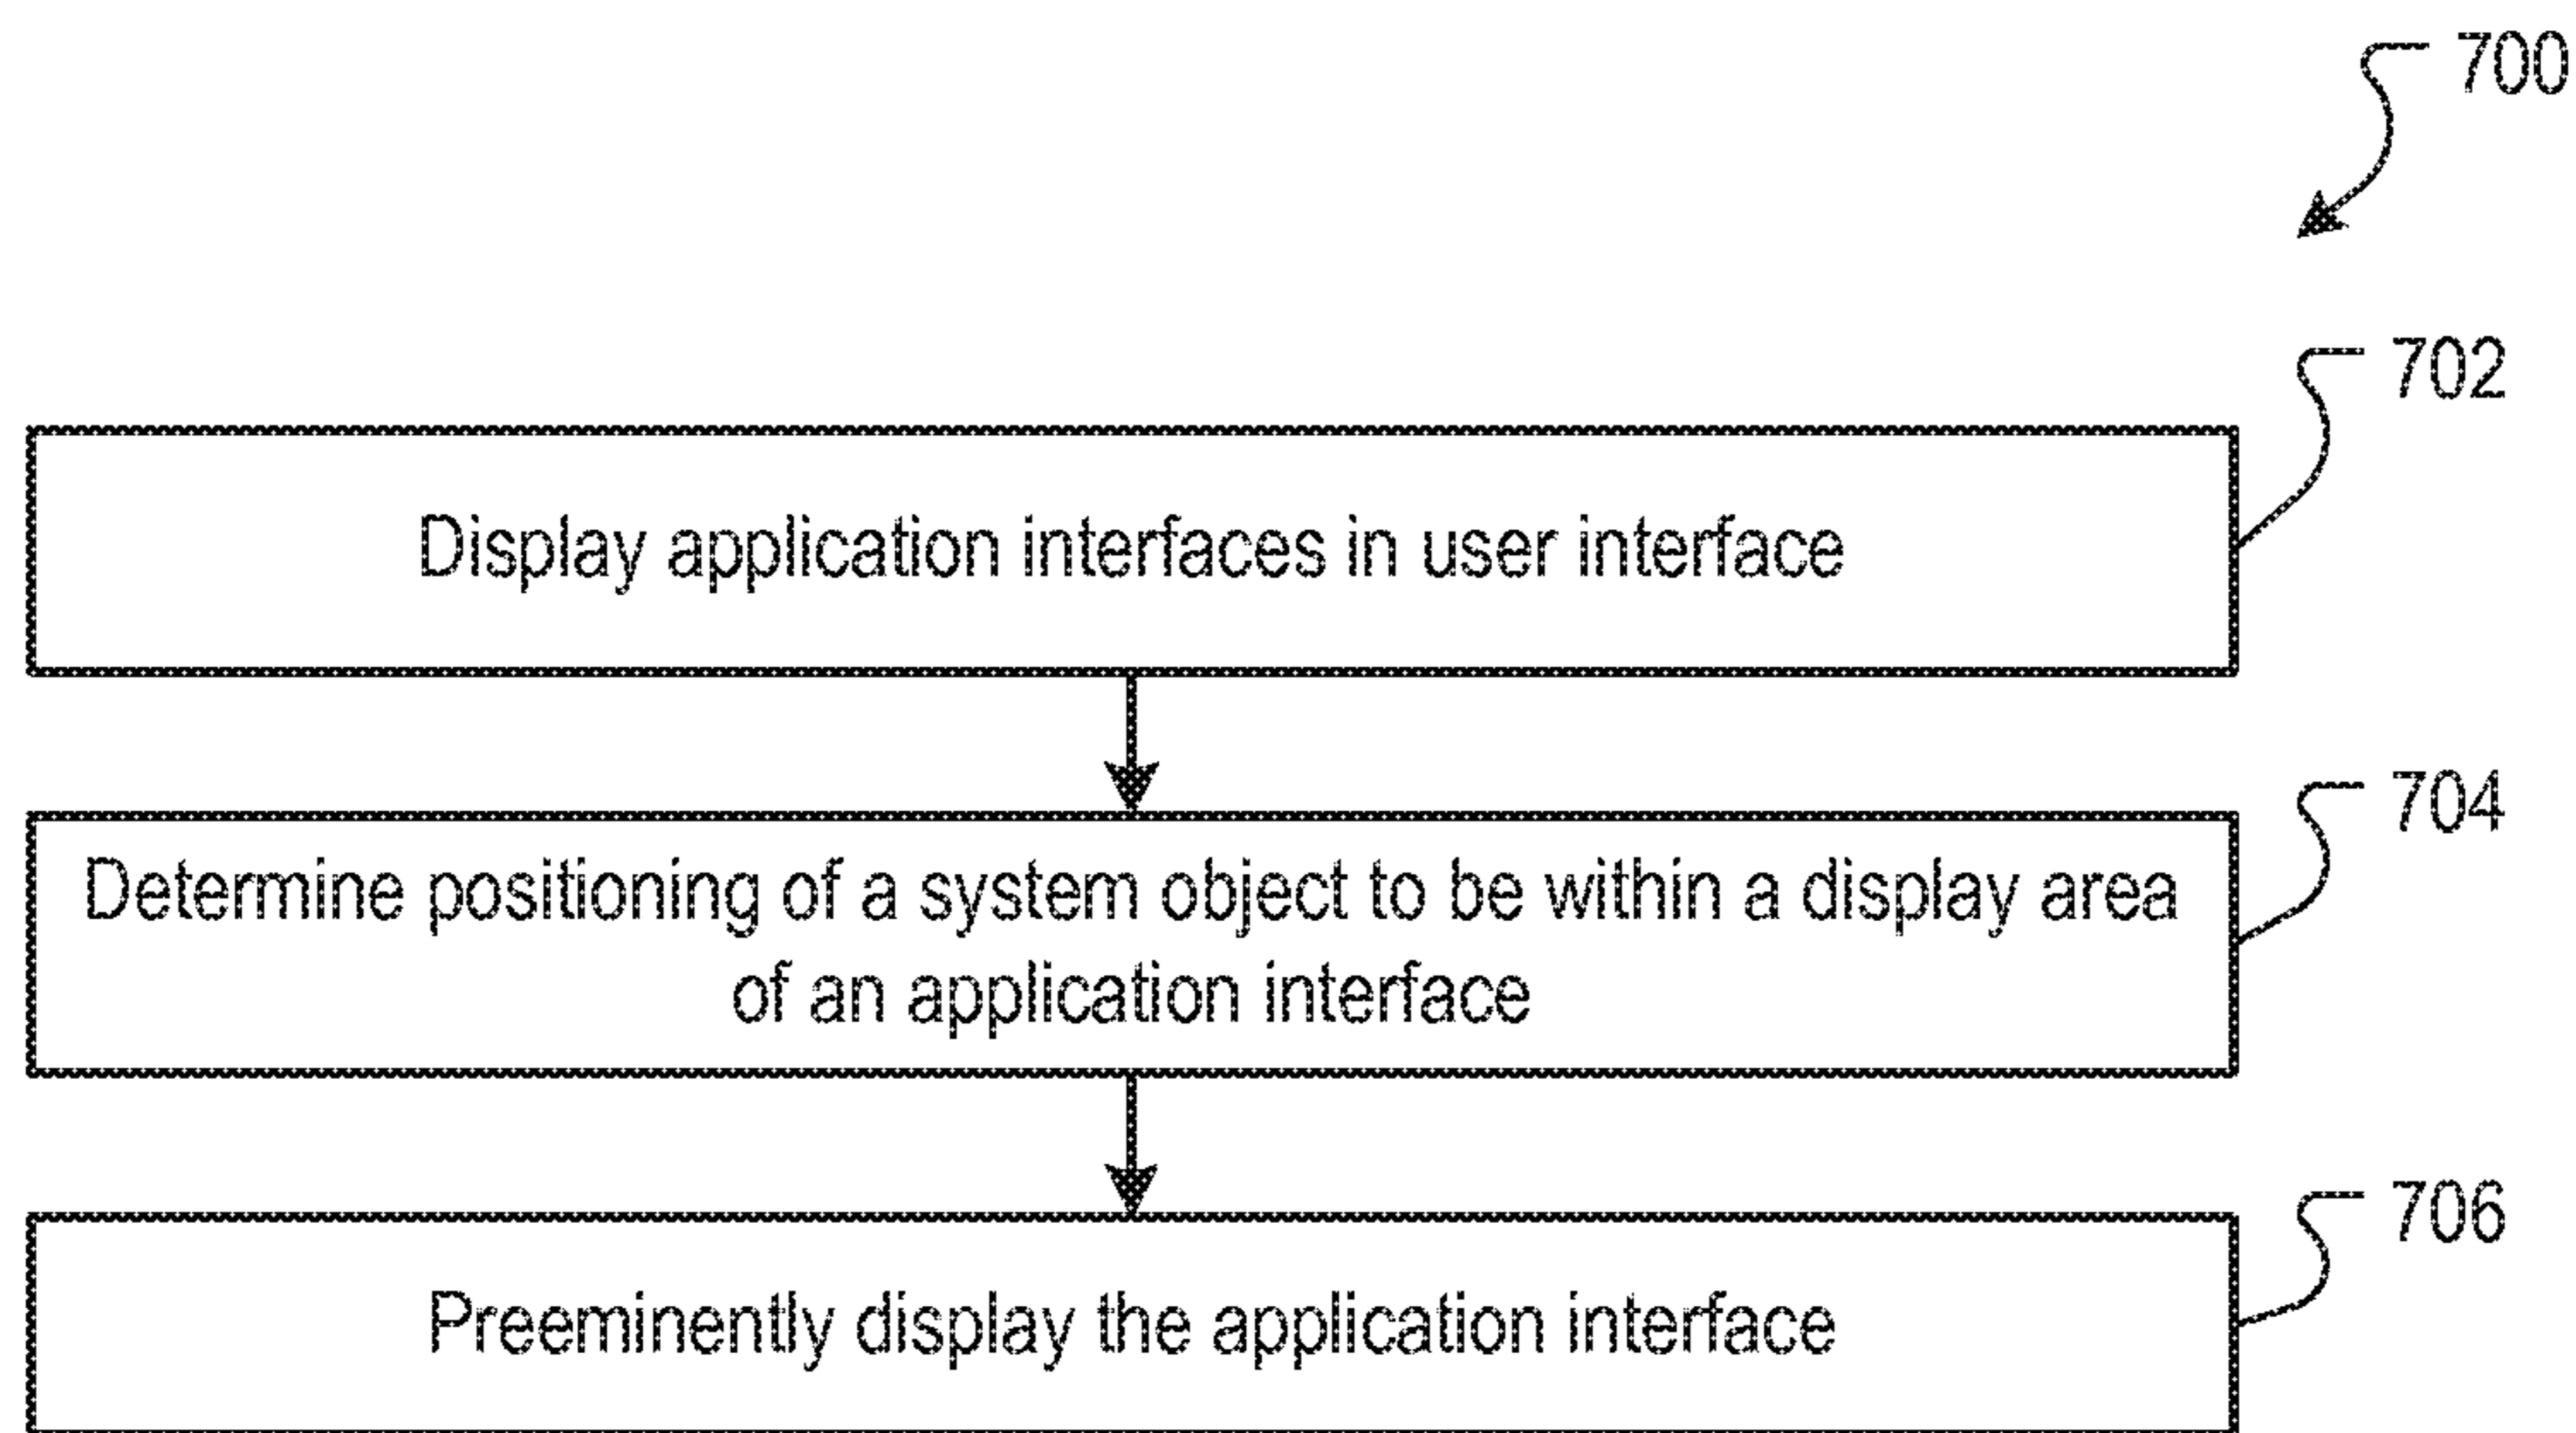 700
702
Display application interfaces in user interface
704
Determine positioning of a system object to be within a display area
of an application interface
706
Preeminently display the application interface